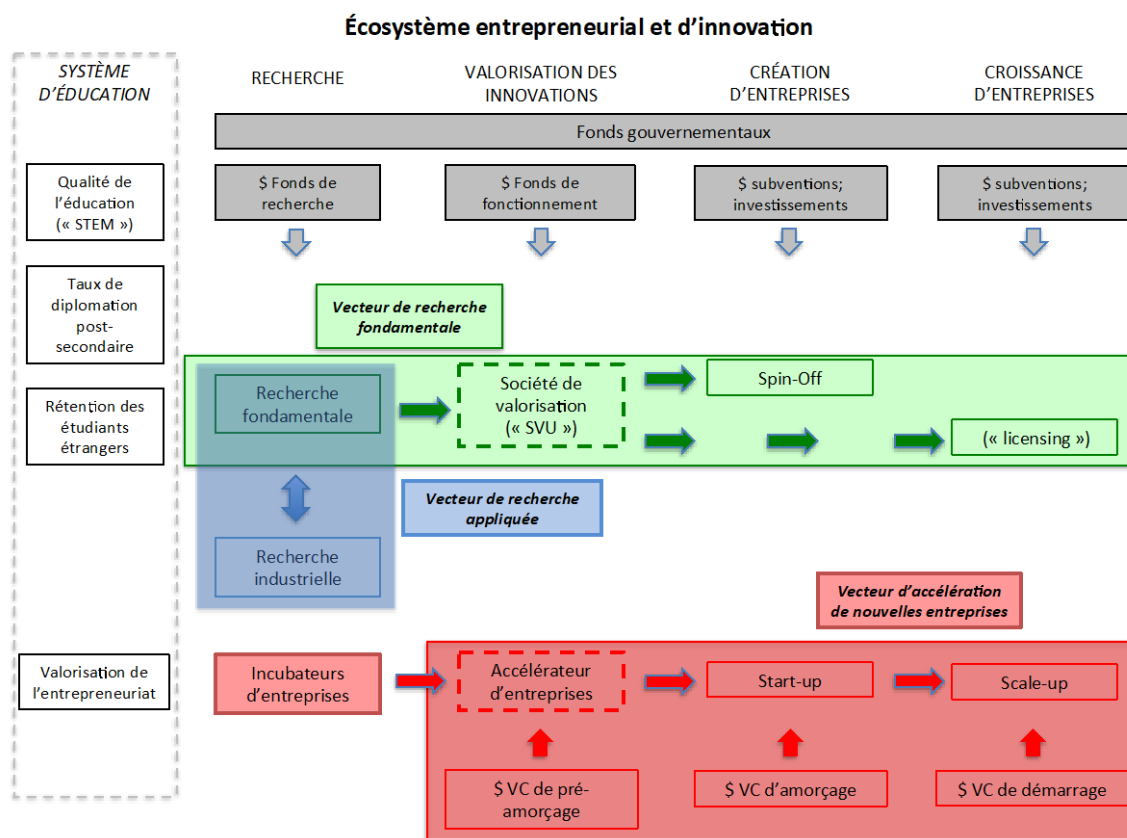 Écosystème entrepreneurial et d’innovation
SYSTÈME
D’ÉDUCATION
RECHERCHE
VALORISATION DES
INNOVATIONS
CRÉATION
D’ENTREPRISES
CROISSANCE
D’ENTREPRISES
Fonds gouvernementaux
Qualité de
l’éducation
(« STEM »)
$ Fonds de
recherche
$ Fonds de
fonctionnement
$ subventions;
investissements
$ subventions;
investissements
Taux de
diplomation
post-
secondaire
Vecteur de recherche
fondamentale
Rétention des
étudiants
étrangers
Recherche
fondamentale
Société de
valorisation
(« SVU »)
Spin-Off
(« licensing »)
Vecteur de recherche
appliquée
Recherche
industrielle
Vecteur d’accélération
de nouvelles entreprises
Valorisation de
l’entrepreneuriat
Incubateurs
d’entreprises
Accélérateur
d’entreprises
Start-up
Scale-up
$ VC de pré-
amorçage
$ VC d’amorçage
$ VC de démarrage